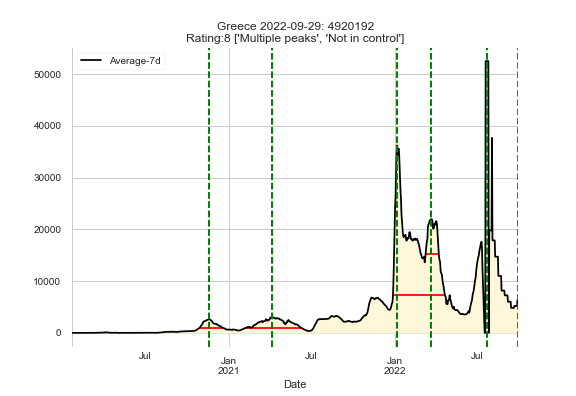 Greece 2022-09-29: 4920192
Rating:8 ['Multiple peaks', 'Not in control']
Average-7d
50000
40000
30000
20000
10000
0
Jul
Jan
2021
Jul
Jan
2022
Jul
Date